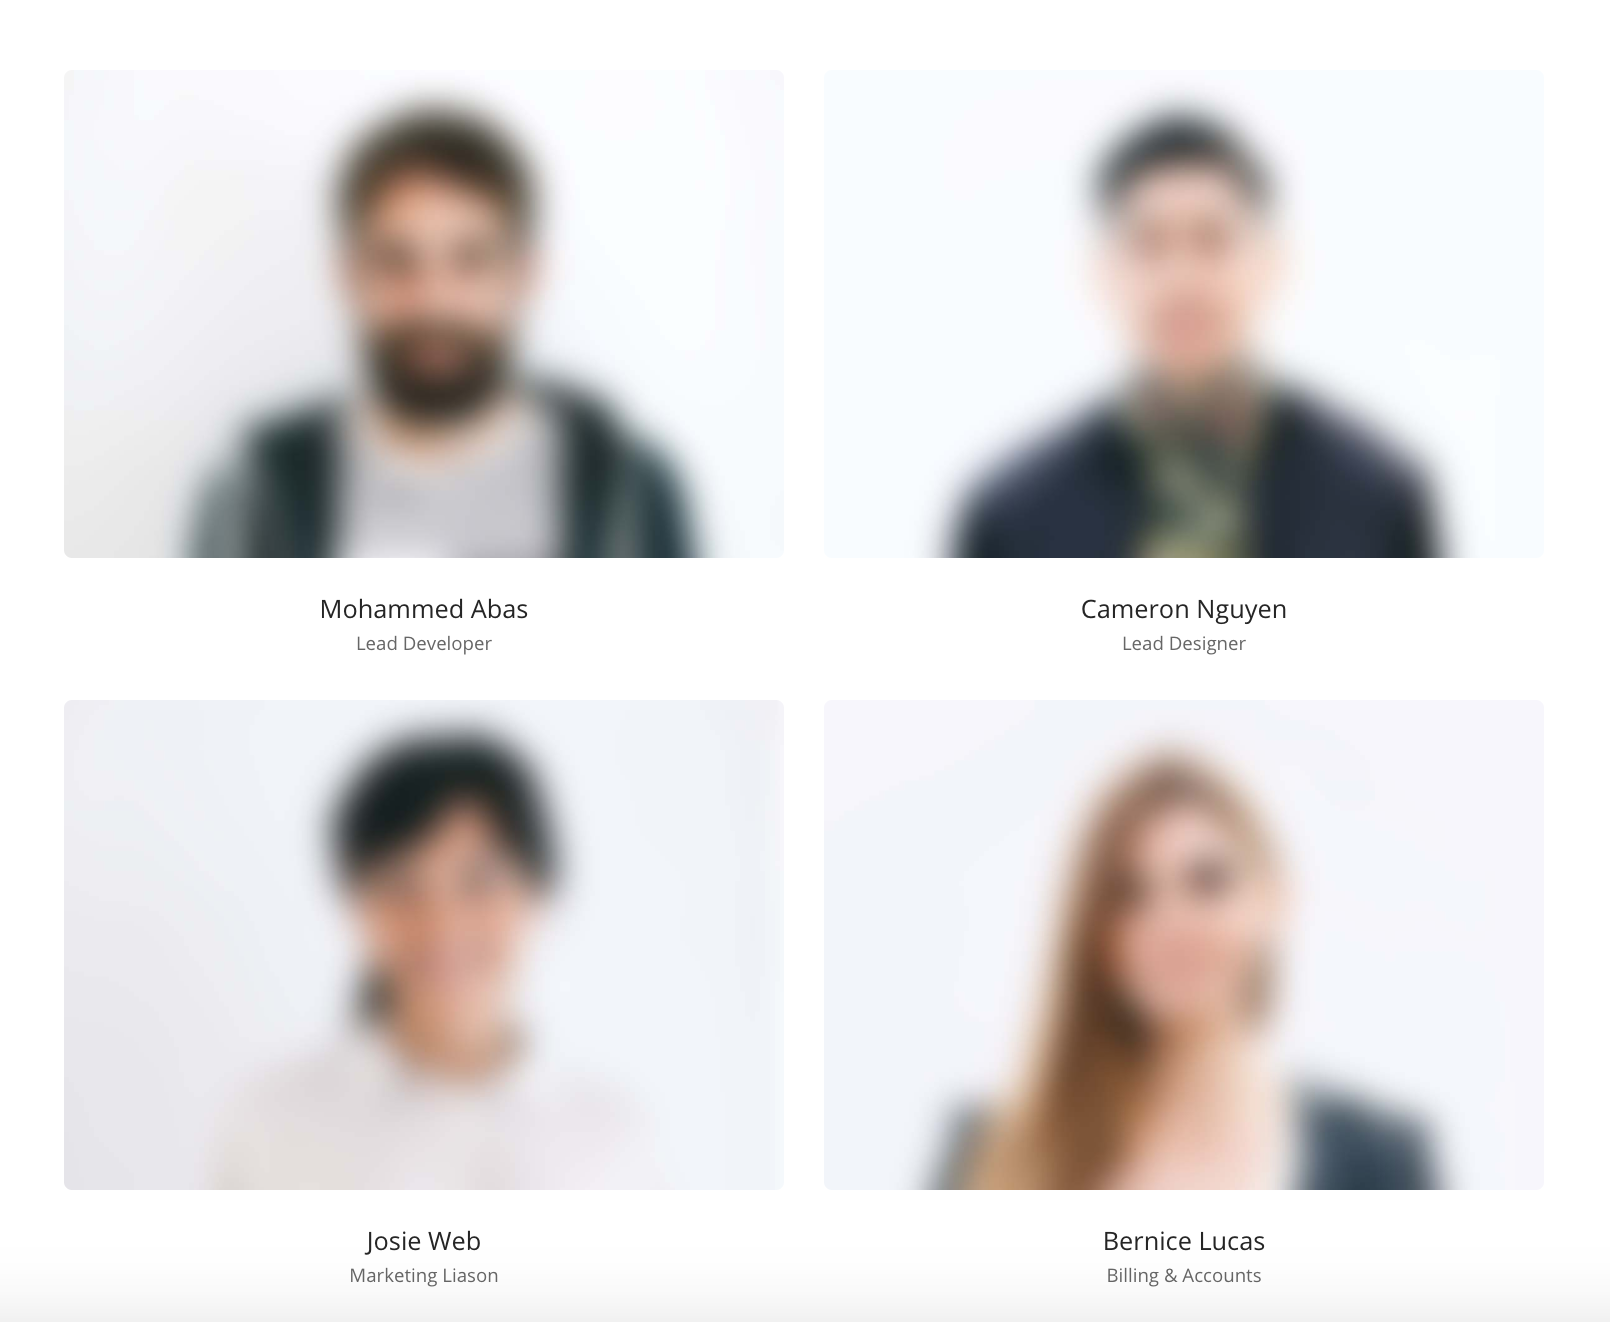 Mohammed Abas
Lead Developer
Cameron Nguyen
Lead Designer
Josie Web
Marketing Liason
Bernice Lucas
Billing & Accounts